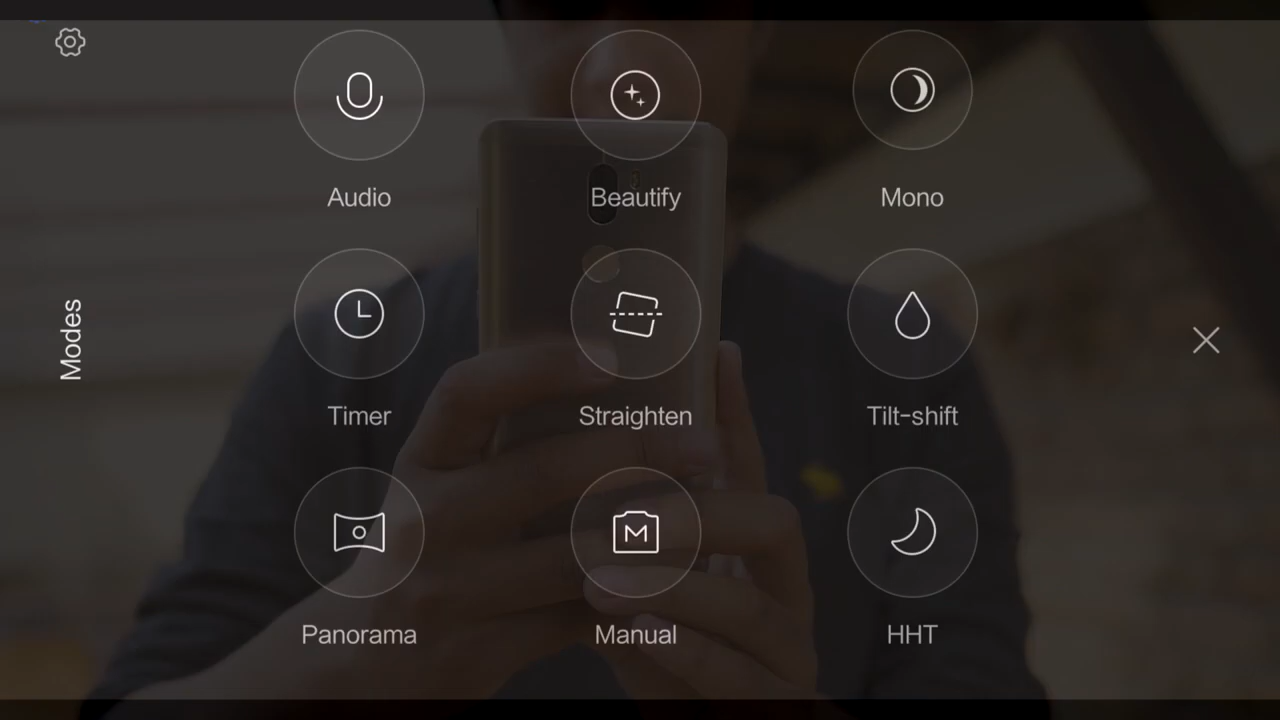 Audio
Beautify
Mono
Modes
Timer
Straighten
Tilt-shift
Panorama
Manual
HHT